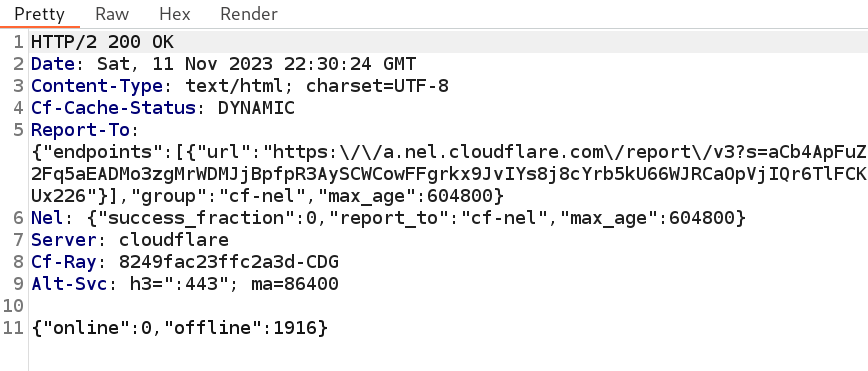 Pretty Raw Hex Render
1 HTTP/2 200 OK
2 Date: Sat, 11 Nov 2023 22:30:24 GMT
3 Content-Type: text/html; charset=UTF-8
4 Cf-Cache-Status: DYNAMIC
5 Report-To:
{"endpoints":[{"url":"https:\/\/a.nel.cloudflare.com\/report\/v3?s=aCb4ApFuZ
2Fq5aEADMo3zgMrWDMJjBpfpR3AySCWCowFFgrkx9JvIYs8j8cYrb5kU66WJRCaOpVjIQr6TlFCK
Ux226"}],"group":"cf-nel","max_age":604800}
6 Nel: {"success_fraction":0,"report_to":"cf-nel","max_age":604800}
7 Server: cloudflare
8 Cf-Ray: 8249fac23ffc2a3d-CDG
9 Alt-Svc: h3=":443"; ma=86400
10
11 {"online":0,"offline":1916}